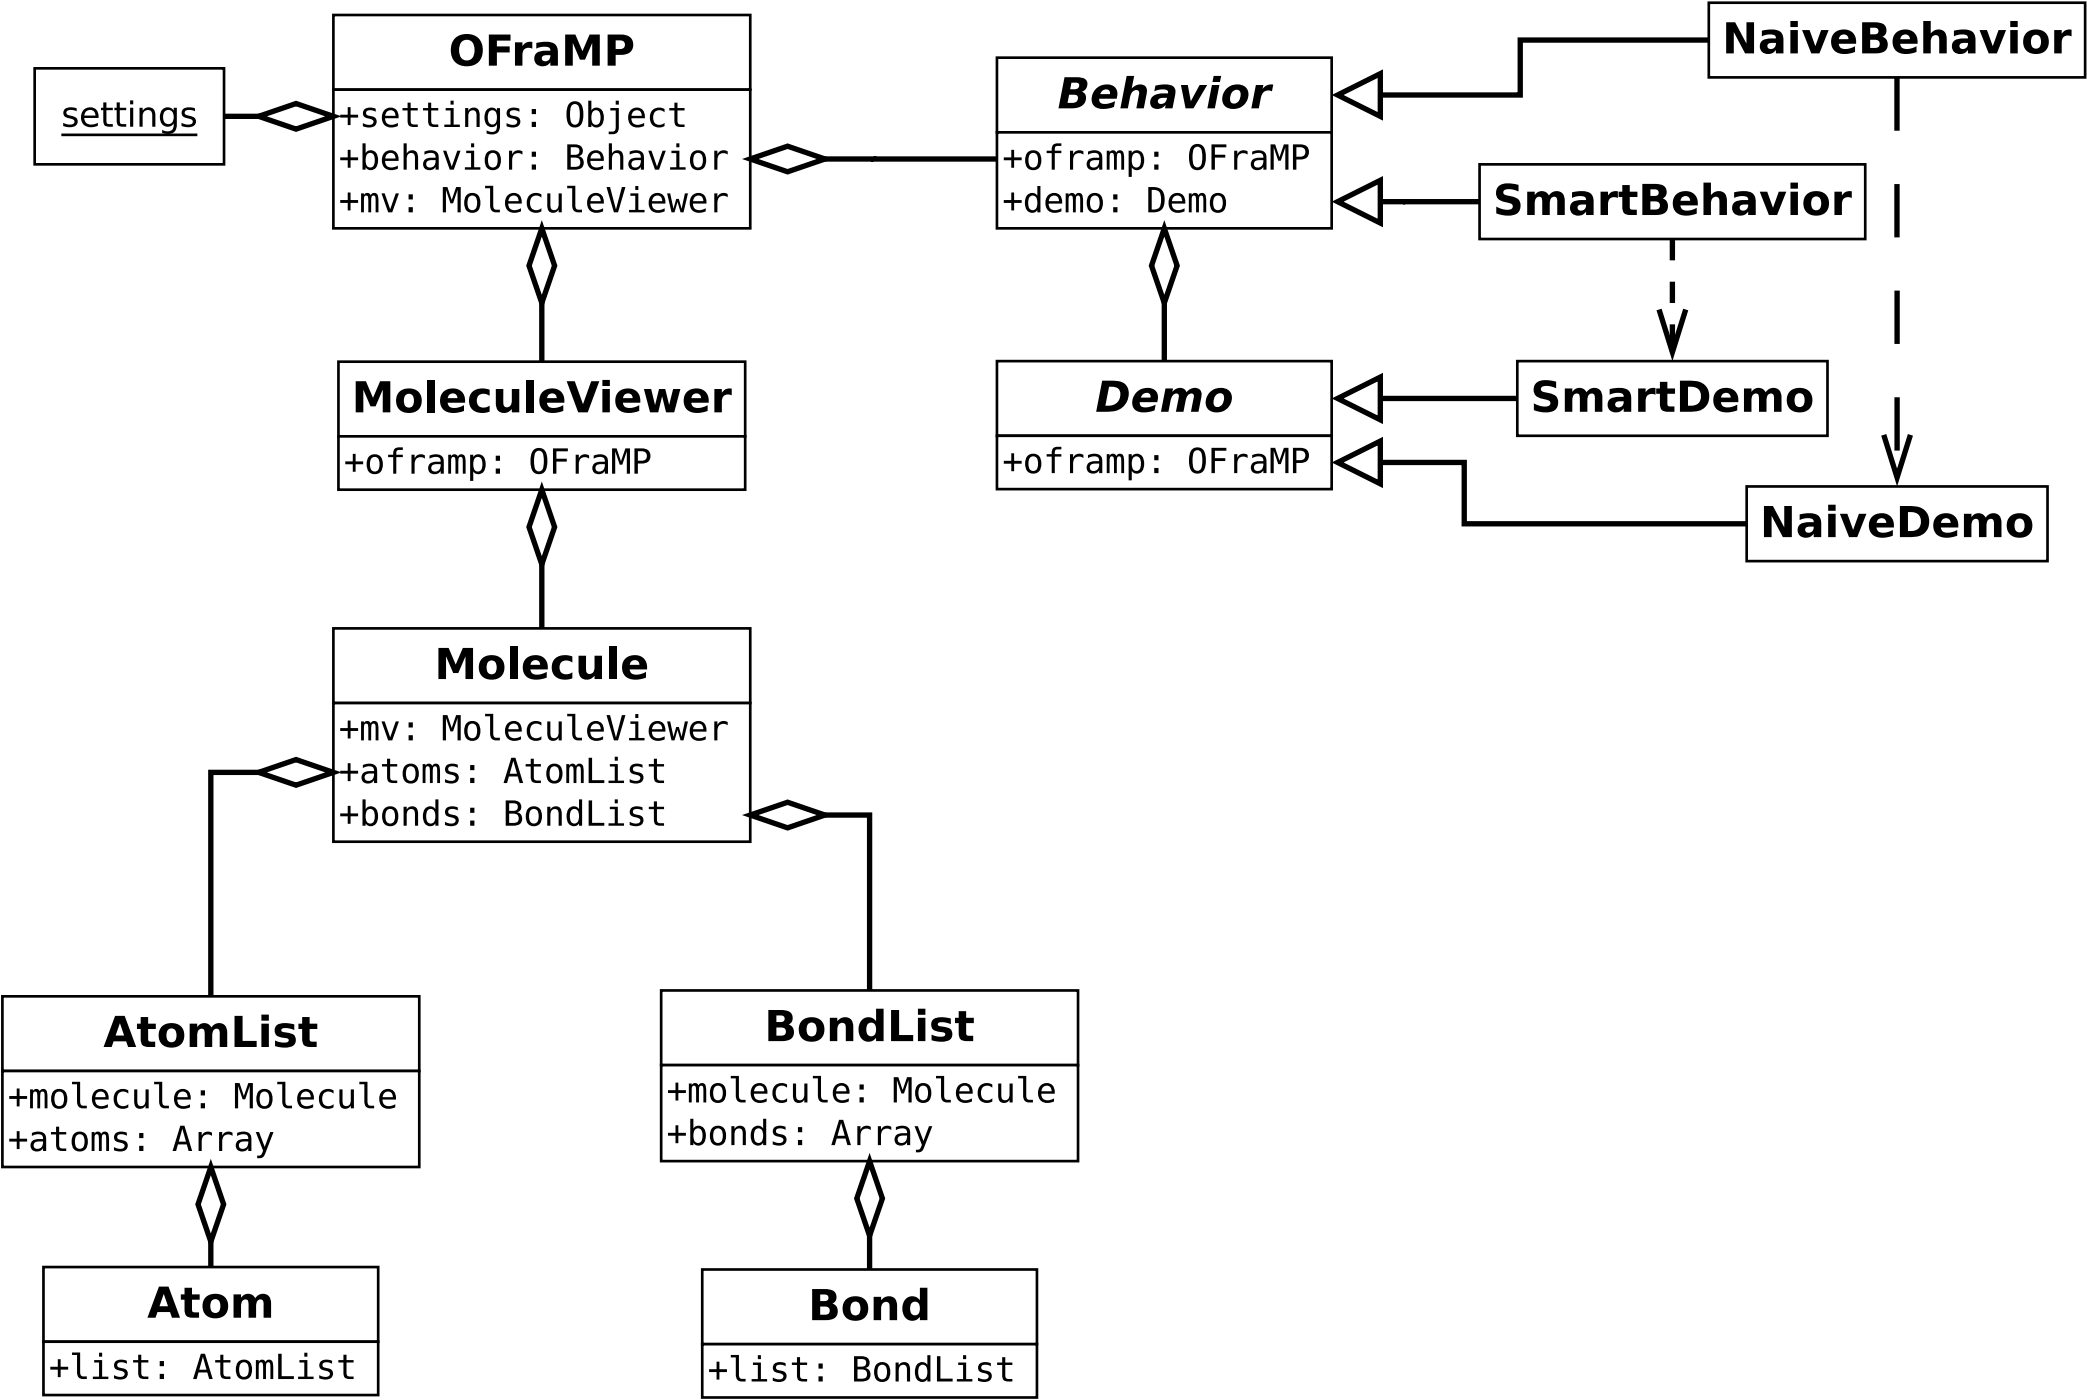 OFraMP
+settings: Object
+behavior: Behavior
+mv: MoleculeViewer
settings
Behavior
+oframp: OFraMP
+demo: Demo
NaiveBehavior
SmartBehavior
MoleculeViewer
+oframp: OFraMP
Demo
+oframp: OFraMP
SmartDemo
NaiveDemo
Molecule
+mv: MoleculeViewer
+atoms: AtomList
+bonds: BondList
AtomList
+molecule: Molecule
+atoms: Array
BondList
+molecule: Molecule
+bonds: Array
Atom
+list: AtomList
Bond
+list: BondList